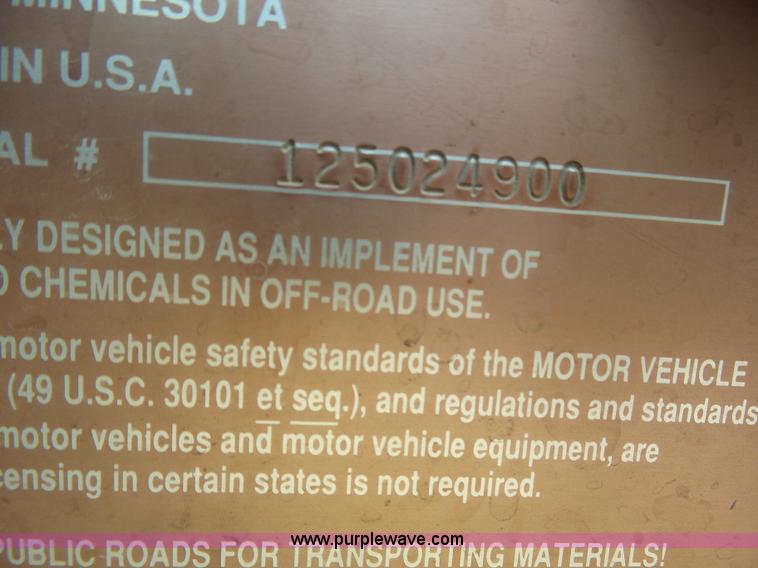 MINNESOTA
IN U.S.A.
AL # 125024900
LY DESIGNED AS AN IMPLEMENT OF
D CHEMICALS IN OFF-ROAD USE.
motor vehicle safety standards of the MOTOR VEHICLE
(49 U.S.C. 30101 et seq.), and regulations and standards
motor vehicles and motor vehicle equipment, are
censing in certain states is not required.
www.purplewave.com
PUBLIC ROADS FOR TRANSPORTING MATERIALS!